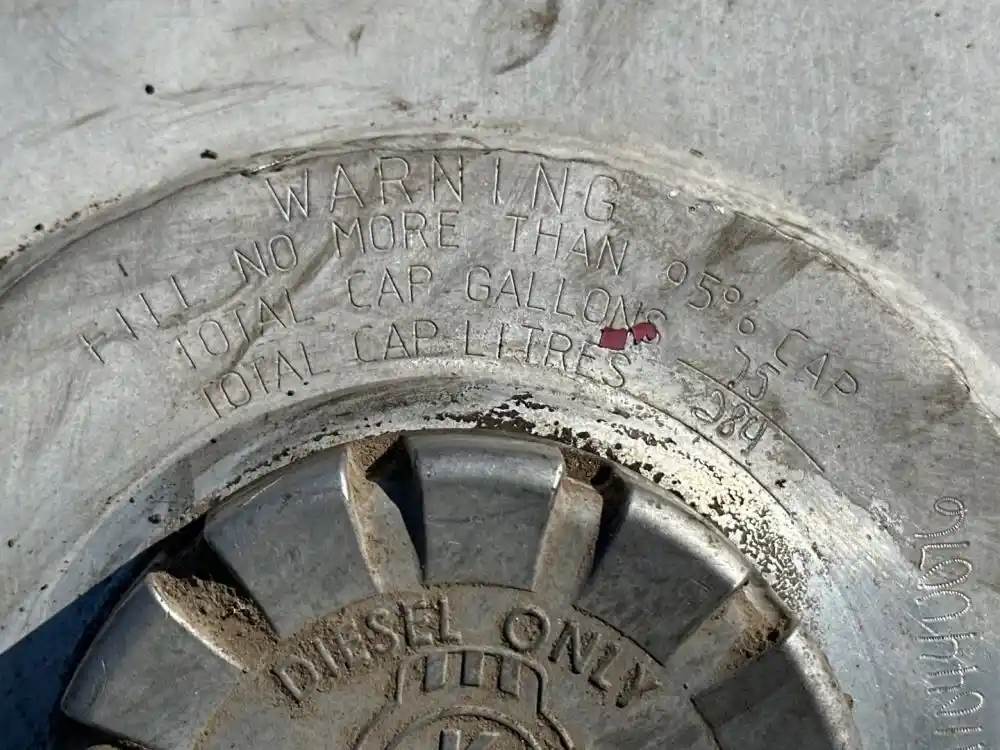 WARNING
FILL NO MORE THAN 95% CAP
TOTAL CAP GALLONS 75
TOTAL CAP LITRES 284
DIESEL ONLY
K